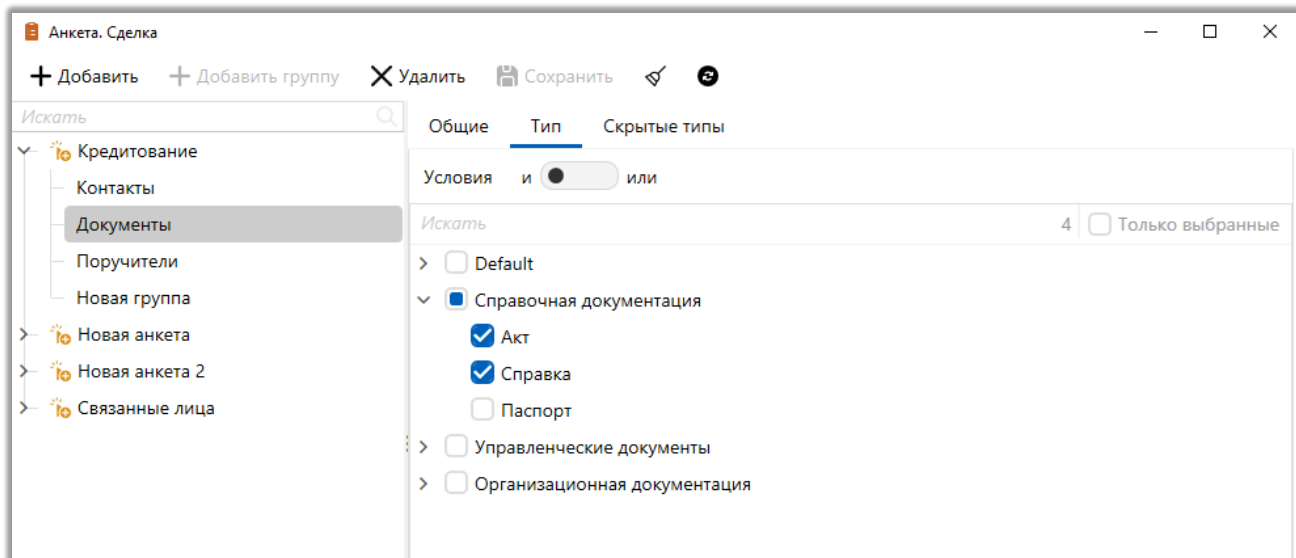 Анкета. Сделка
Добавить Добавить группу Удалить Сохранить
Искать
Кредитование
Контакты
Документы
Поручители
Новая группа
Новая анкета
Новая анкета 2
Связанные лица
Общие Тип Скрытые типы
Условия и или
Искать 4 Только выбранные
Default
Справочная документация
Акт
Справка
Паспорт
Управленческие документы
Организационная документация